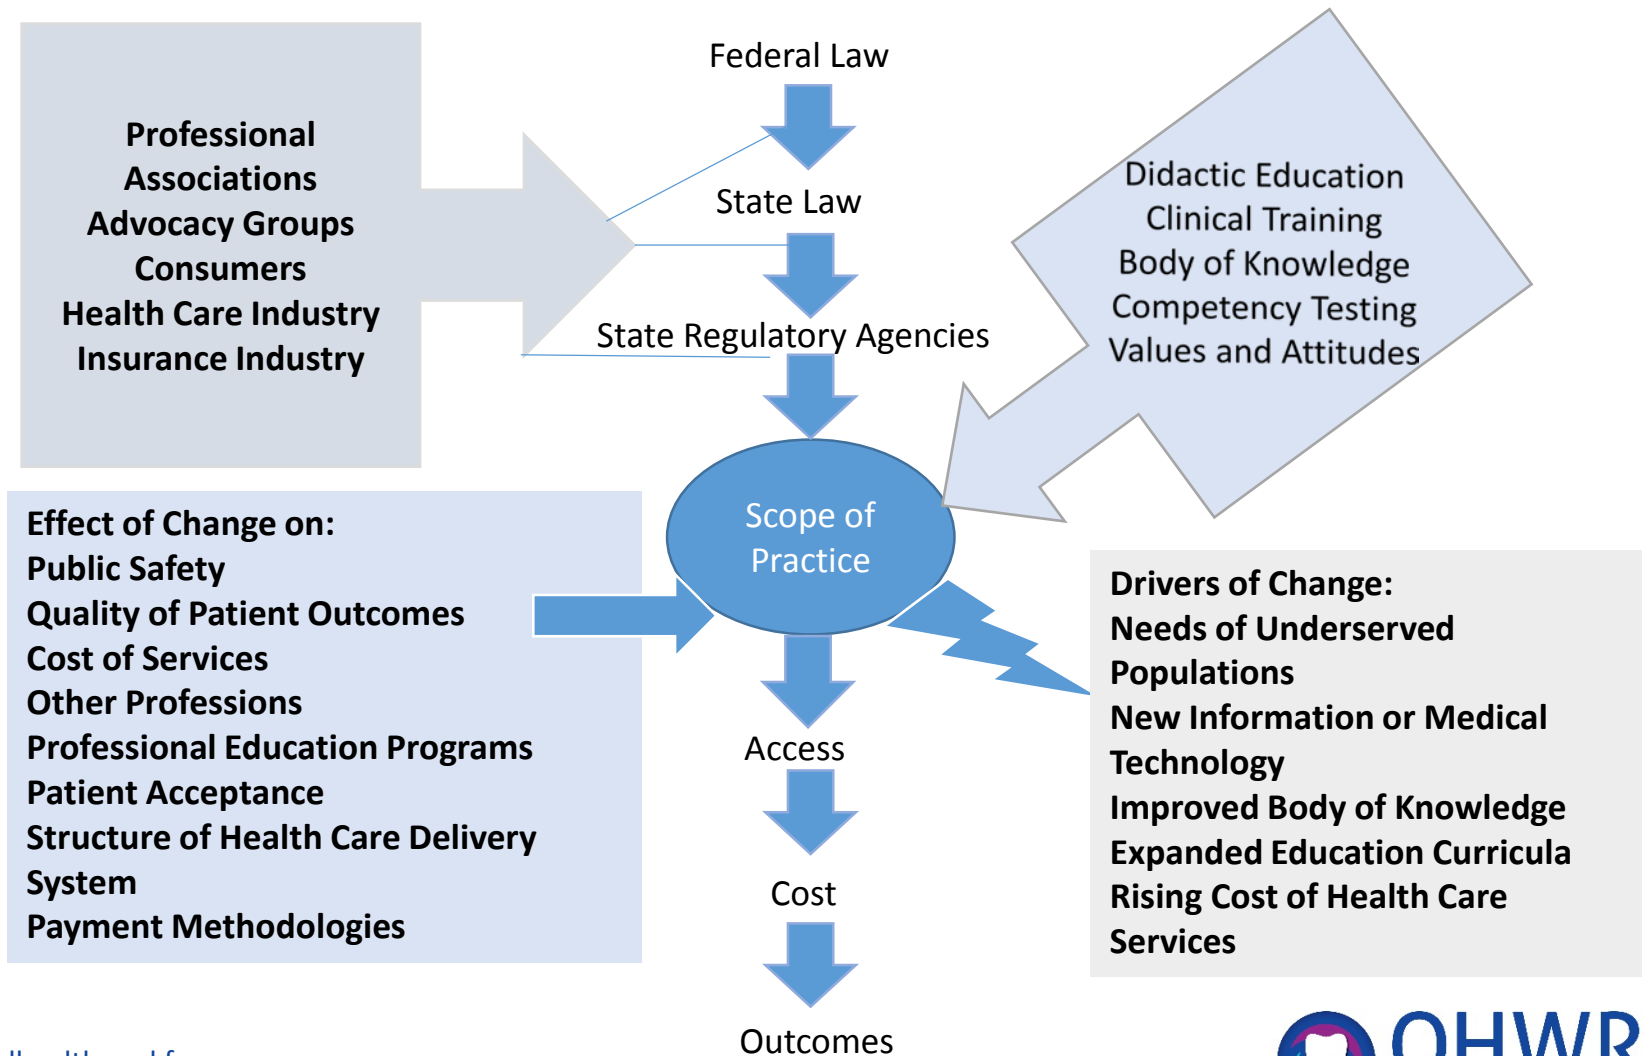 Federal Law
Professional
Associations
Advocacy Groups
Consumers
Health Care Industry
Insurance Industry
State Law
State Regulatory Agencies
Didactic Education
Clinical Training
Body of Knowledge
Competency Testing
Values and Attitudes
Scope of
Practice
Effect of Change on:
Public Safety
Quality of Patient Outcomes
Cost of Services
Other Professions
Professional Education Programs
Patient Acceptance
Structure of Health Care Delivery
System
Payment Methodologies
Drivers of Change:
Needs of Underserved
Populations
New Information or Medical
Technology
Improved Body of Knowledge
Expanded Education Curricula
Rising Cost of Health Care
Services
Access
Cost
Outcomes
OHWR